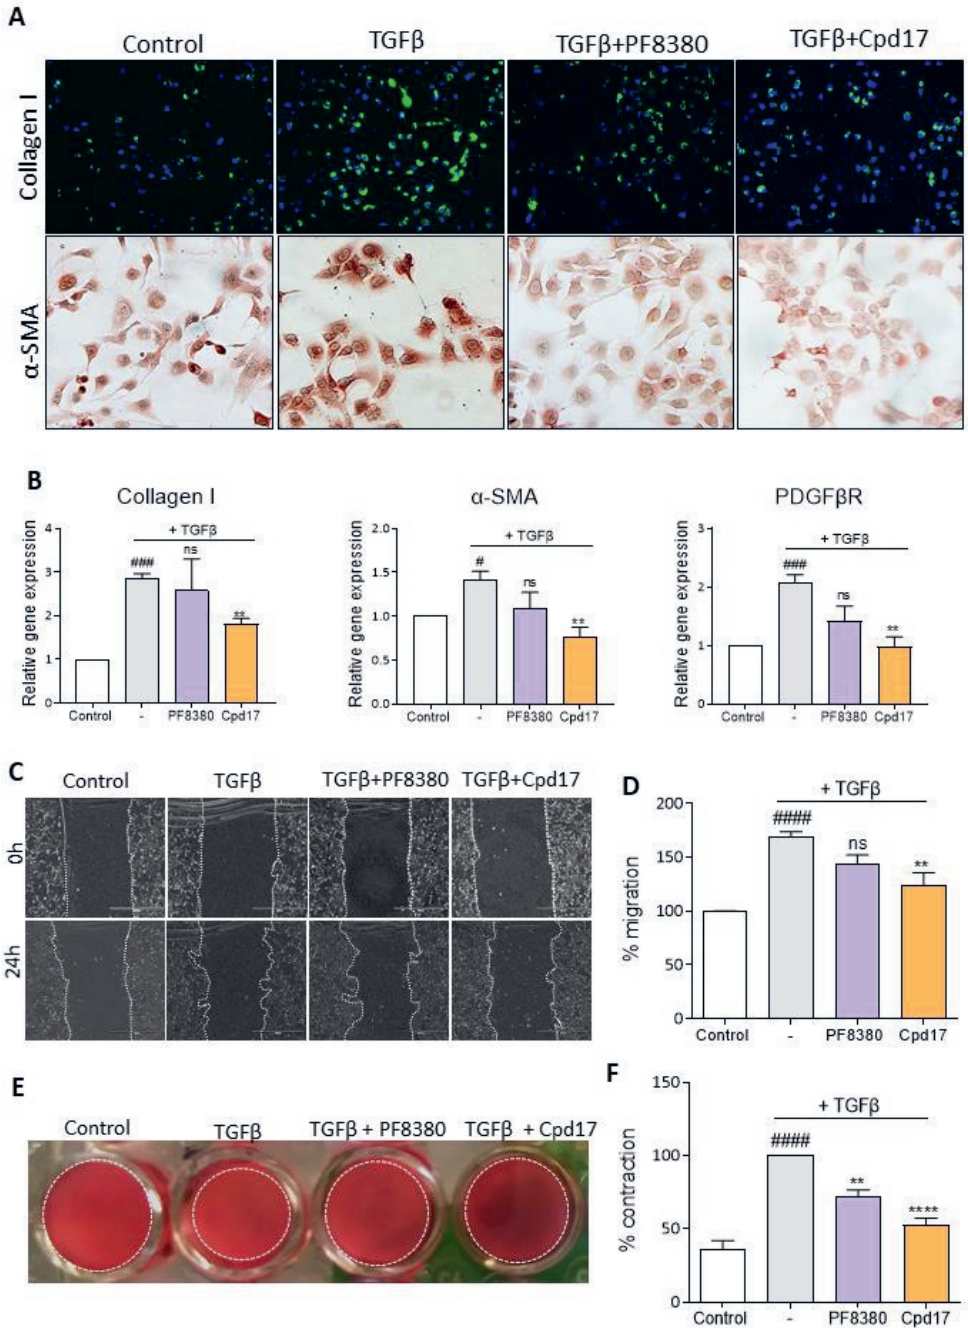 A
Control TGFβ TGFβ+PF8380 TGFβ+Cpd17
Collagen I
α-SMA
B
Collagen I
Relative gene expression
4
3
2
1
0
+ TGFβ
###
ns
**
Control - PF8380 Cpd17
α-SMA
Relative gene expression
2.0
1.5
1.0
0.5
0.0
+ TGFβ
#
ns
**
Control - PF8380 Cpd17
PDGFβR
Relative gene expression
3
2
1
0
+ TGFβ
###
ns
**
Control - PF8380 Cpd17
C
Control TGFβ TGFβ+PF8380 TGFβ+Cpd17
0h
24h
D
% migration
200
150
100
50
0
+ TGFβ
####
ns
**
Control - PF8380 Cpd17
E
Control TGFβ TGFβ + PF8380 TGFβ + Cpd17
F
% contraction
150
100
50
0
+ TGFβ
####
**
****
Control - PF8380 Cpd17